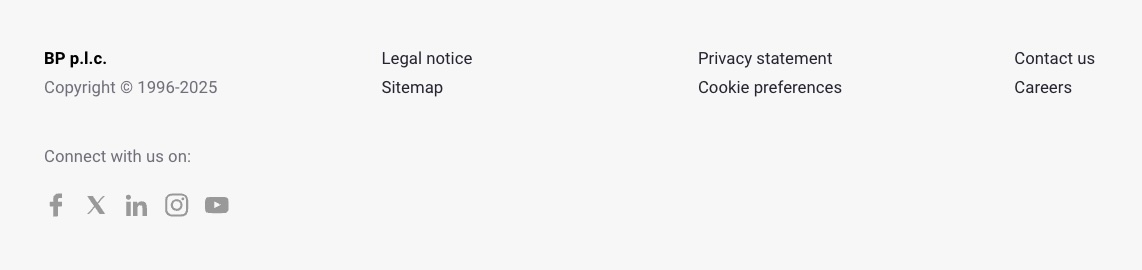 BP p.l.c.
Copyright © 1996-2025
Legal notice
Sitemap
Privacy statement
Cookie preferences
Contact us
Careers
Connect with us on: